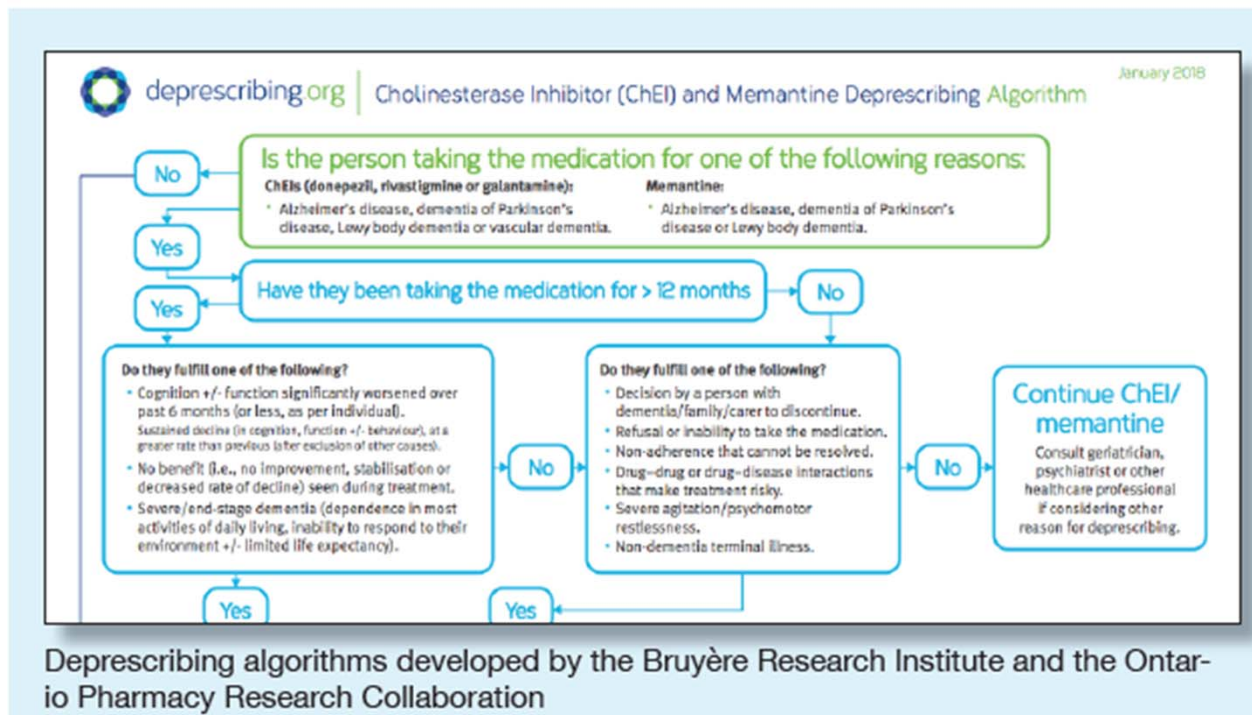 January 2018
deprescribing.org | Cholinesterase Inhibitor (ChEI) and Memantine Deprescribing Algorithm
Is the person taking the medication for one of the following reasons:
No
ChEIs (donepezil, rivastigmine or galantamine):
• Alzheimer's disease, dementia of Parkinson's
disease, Lewy body dementia or vascular dementia.
Memantine:
• Alzheimer's disease, dementia of Parkinson's
disease or Lewy body dementia.
Yes
Have they been taking the medication for > 12 months
Yes
No
Do they fulfill one of the following?
• Cognition +/- function significantly worsened over
past 6 months (or less, as per individual).
Sustained decline (in cognition, function +/- behaviour), at a
greater rate than previous (after exclusion of other causes).
• No benefit (i.e., no improvement, stabilisation or
decreased rate of decline) seen during treatment.
• Severe/end-stage dementia (dependence in most
activities of daily living, inability to respond to their
environment +/- limited life expectancy).
No
Do they fulfill one of the following?
• Decision by a person with
dementia/family/carer to discontinue.
• Refusal or inability to take the medication.
• Non-adherence that cannot be resolved.
• Drug–drug or drug–disease interactions
that make treatment risky.
• Severe agitation/psychomotor
restlessness.
• Non-dementia terminal illness.
No
Continue ChEI/
memantine
Consult geriatrician,
psychiatrist or other
healthcare professional
if considering other
reason for deprescribing.
Yes
Yes
Deprescribing algorithms developed by the Bruyère Research Institute and the Ontar-
io Pharmacy Research Collaboration